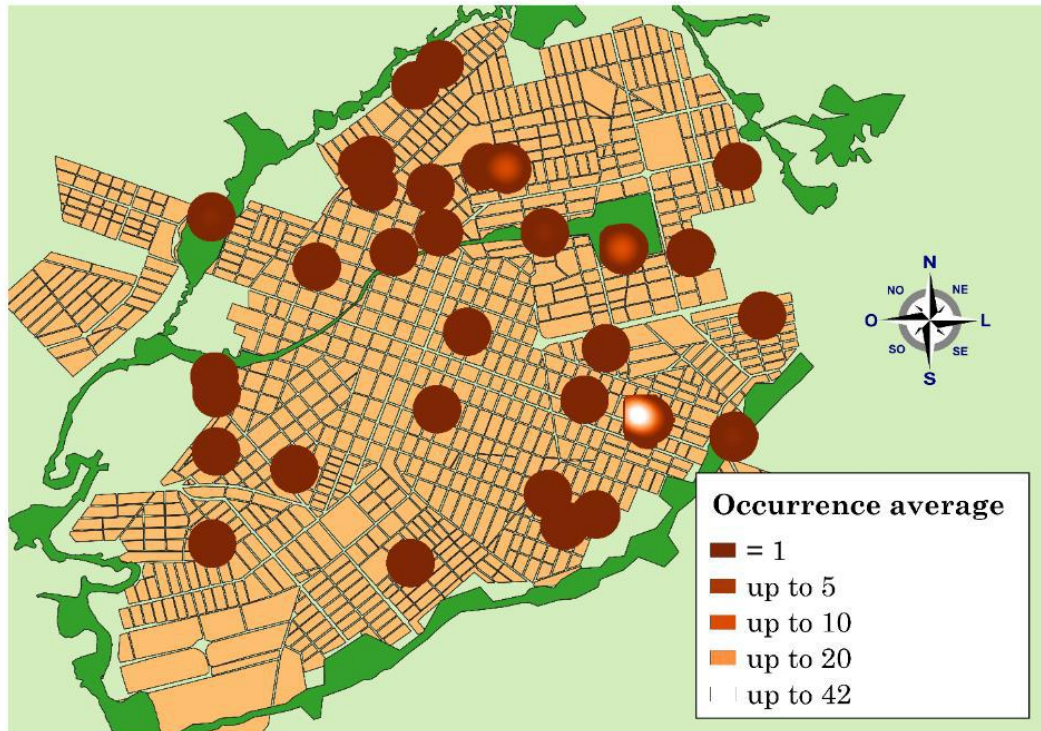 N
NO NE
O L
SO SE
S
Occurrence average
= 1
up to 5
up to 10
up to 20
up to 42